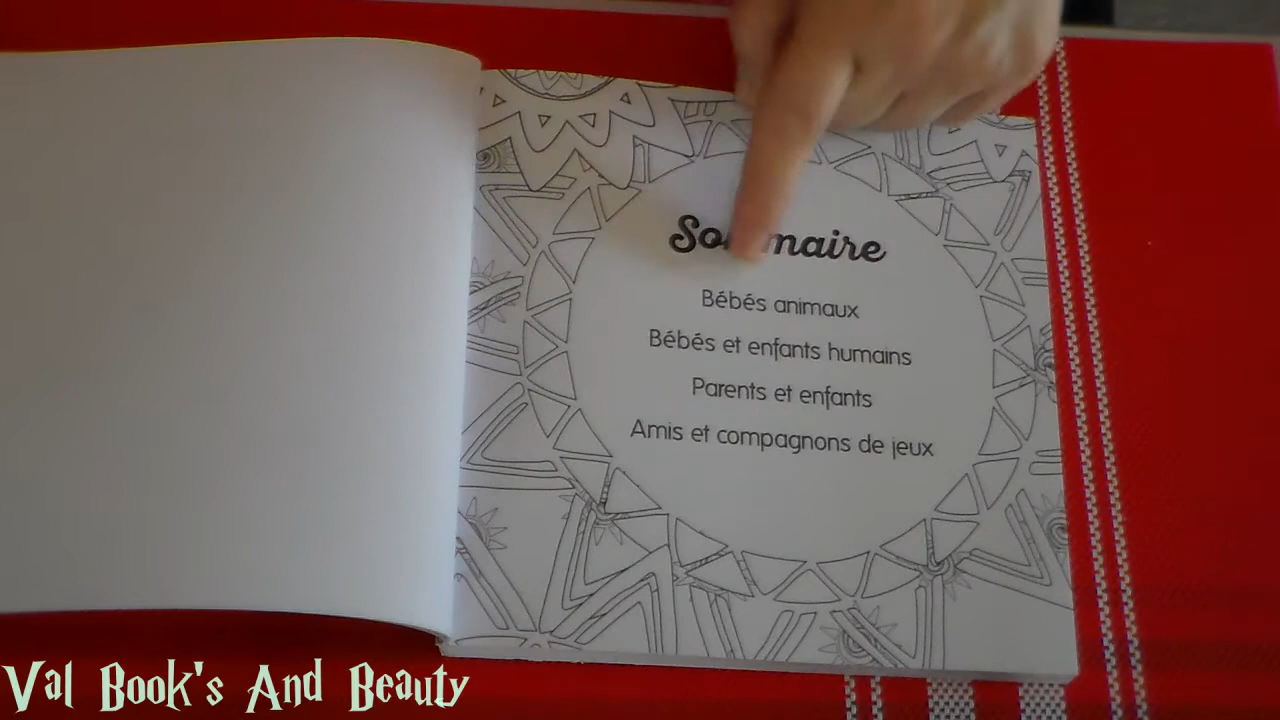 Sommaire
Bébés animaux
Bébés et enfants humains
Parents et enfants
Amis et compagnons de jeux
Val Book's And Beauty